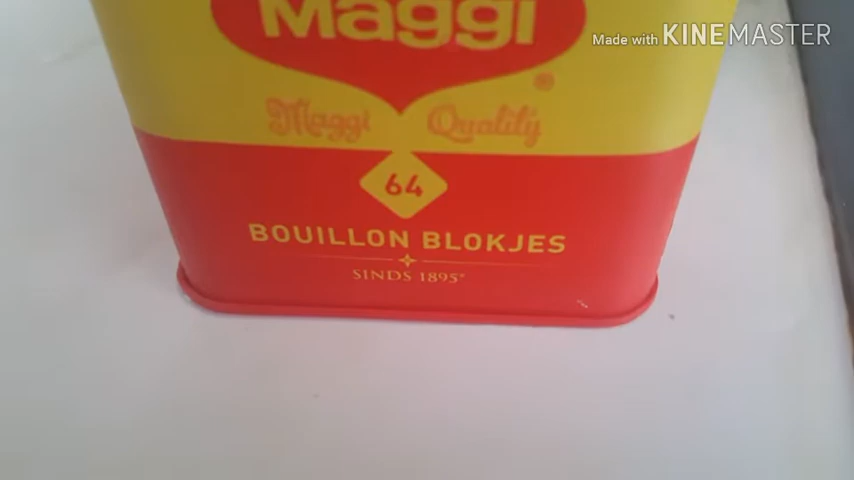 Maggi
Made with KINEMASTER
Maggi Quality
64
BOUILLON BLOKJES
SINDS 1895